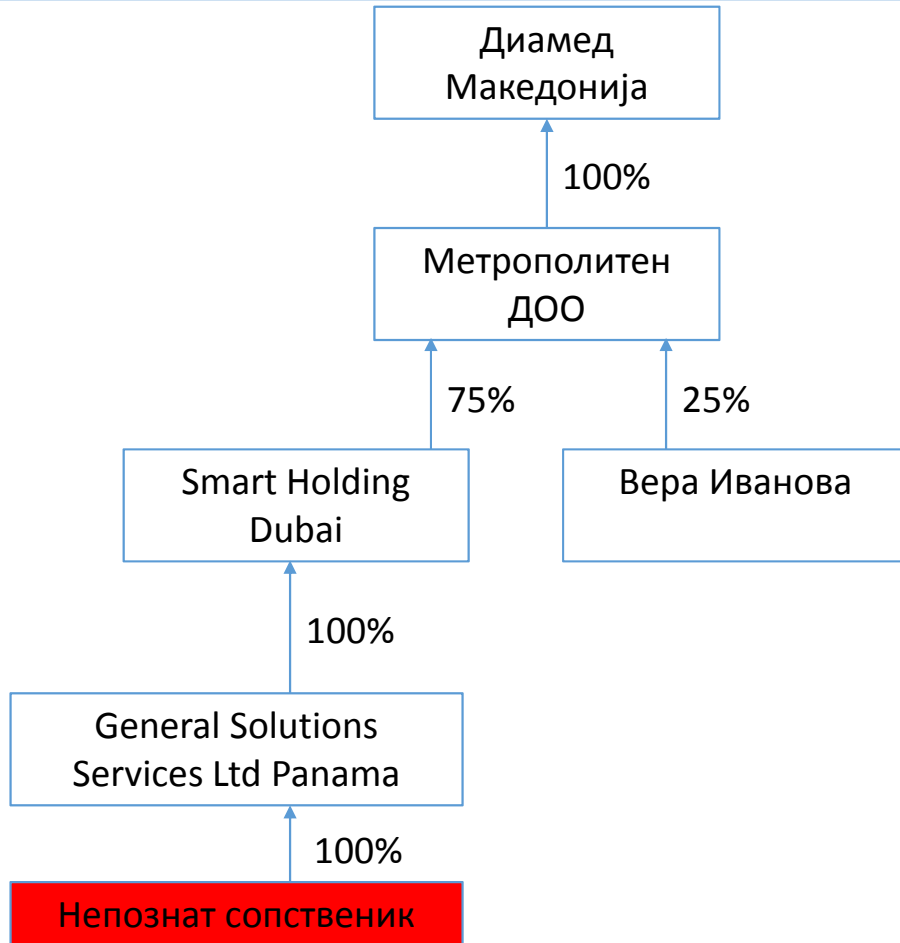 Диамед
Македонија
100%
Метрополитен
ДОО
75%
25%
Smart Holding
Dubai
Вера Иванова
100%
General Solutions
Services Ltd Panama
100%
Непознат сопственик